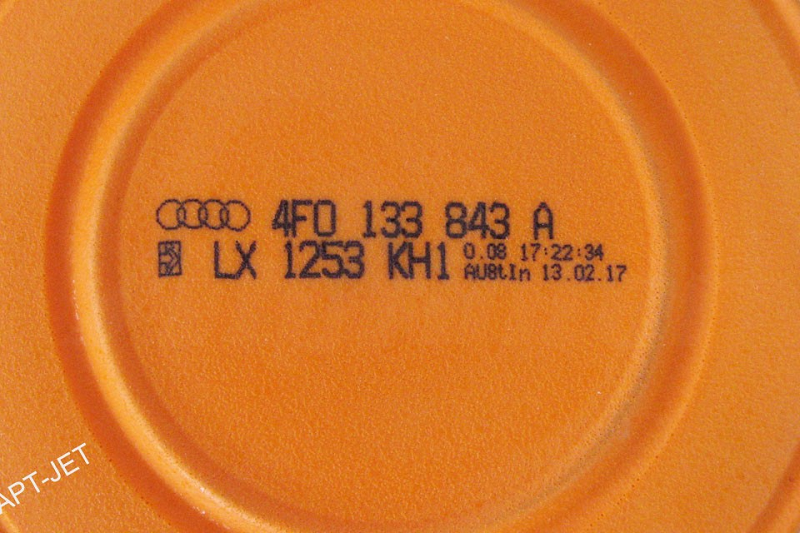 4F0 133 843 A
LX 1253 KH1
0.08 17:22:34
AU8tIn 13.02.17
APT-JET